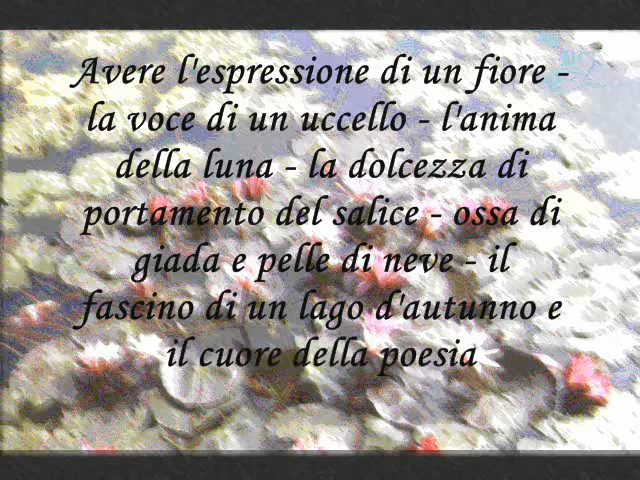 Avere l'espressione di un fiore -
la voce di un uccello - l'anima
della luna - la dolcezza di
portamento del salice - ossa di
giada e pelle di neve - il
fascino di un lago d'autunno e
il cuore della poesia